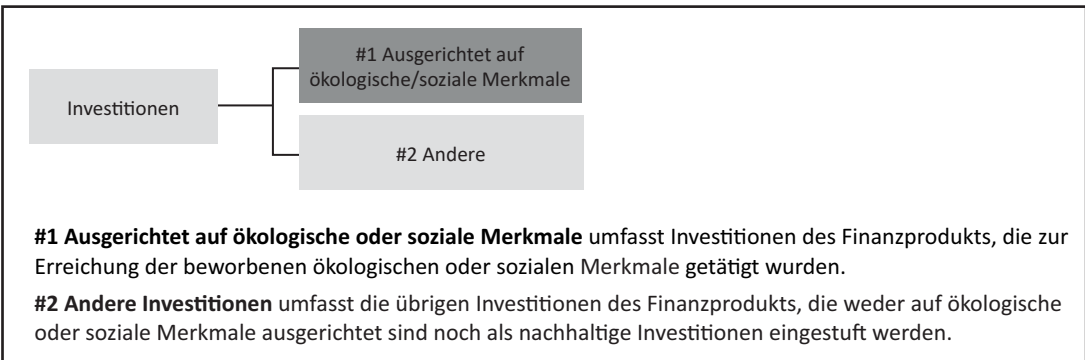 #1 Ausgerichtet auf
ökologische/soziale Merkmale
Investitionen
#2 Andere
#1 Ausgerichtet auf ökologische oder soziale Merkmale umfasst Investitionen des Finanzprodukts, die zur
Erreichung der beworbenen ökologischen oder sozialen Merkmale getätigt wurden.
#2 Andere Investitionen umfasst die übrigen Investitionen des Finanzprodukts, die weder auf ökologische
oder soziale Merkmale ausgerichtet sind noch als nachhaltige Investitionen eingestuft werden.